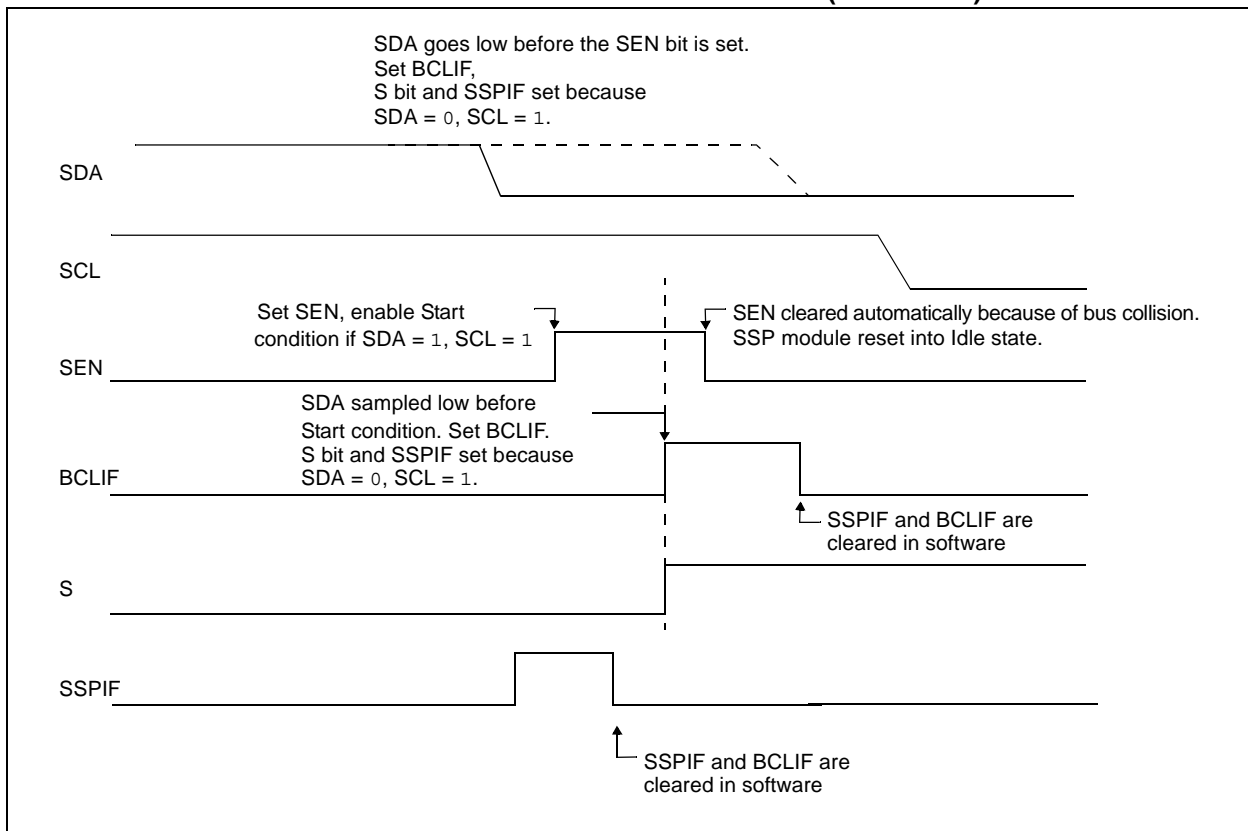 SDA goes low before the SEN bit is set.
Set BCLIF,
S bit and SSPIF set because
SDA = 0, SCL = 1.
SDA
SCL
Set SEN, enable Start
condition if SDA = 1, SCL = 1
SEN cleared automatically because of bus collision.
SSP module reset into Idle state.
SEN
SDA sampled low before
Start condition. Set BCLIF.
S bit and SSPIF set because
SDA = 0, SCL = 1.
BCLIF
SSPIF and BCLIF are
cleared in software
S
SSPIF
SSPIF and BCLIF are
cleared in software